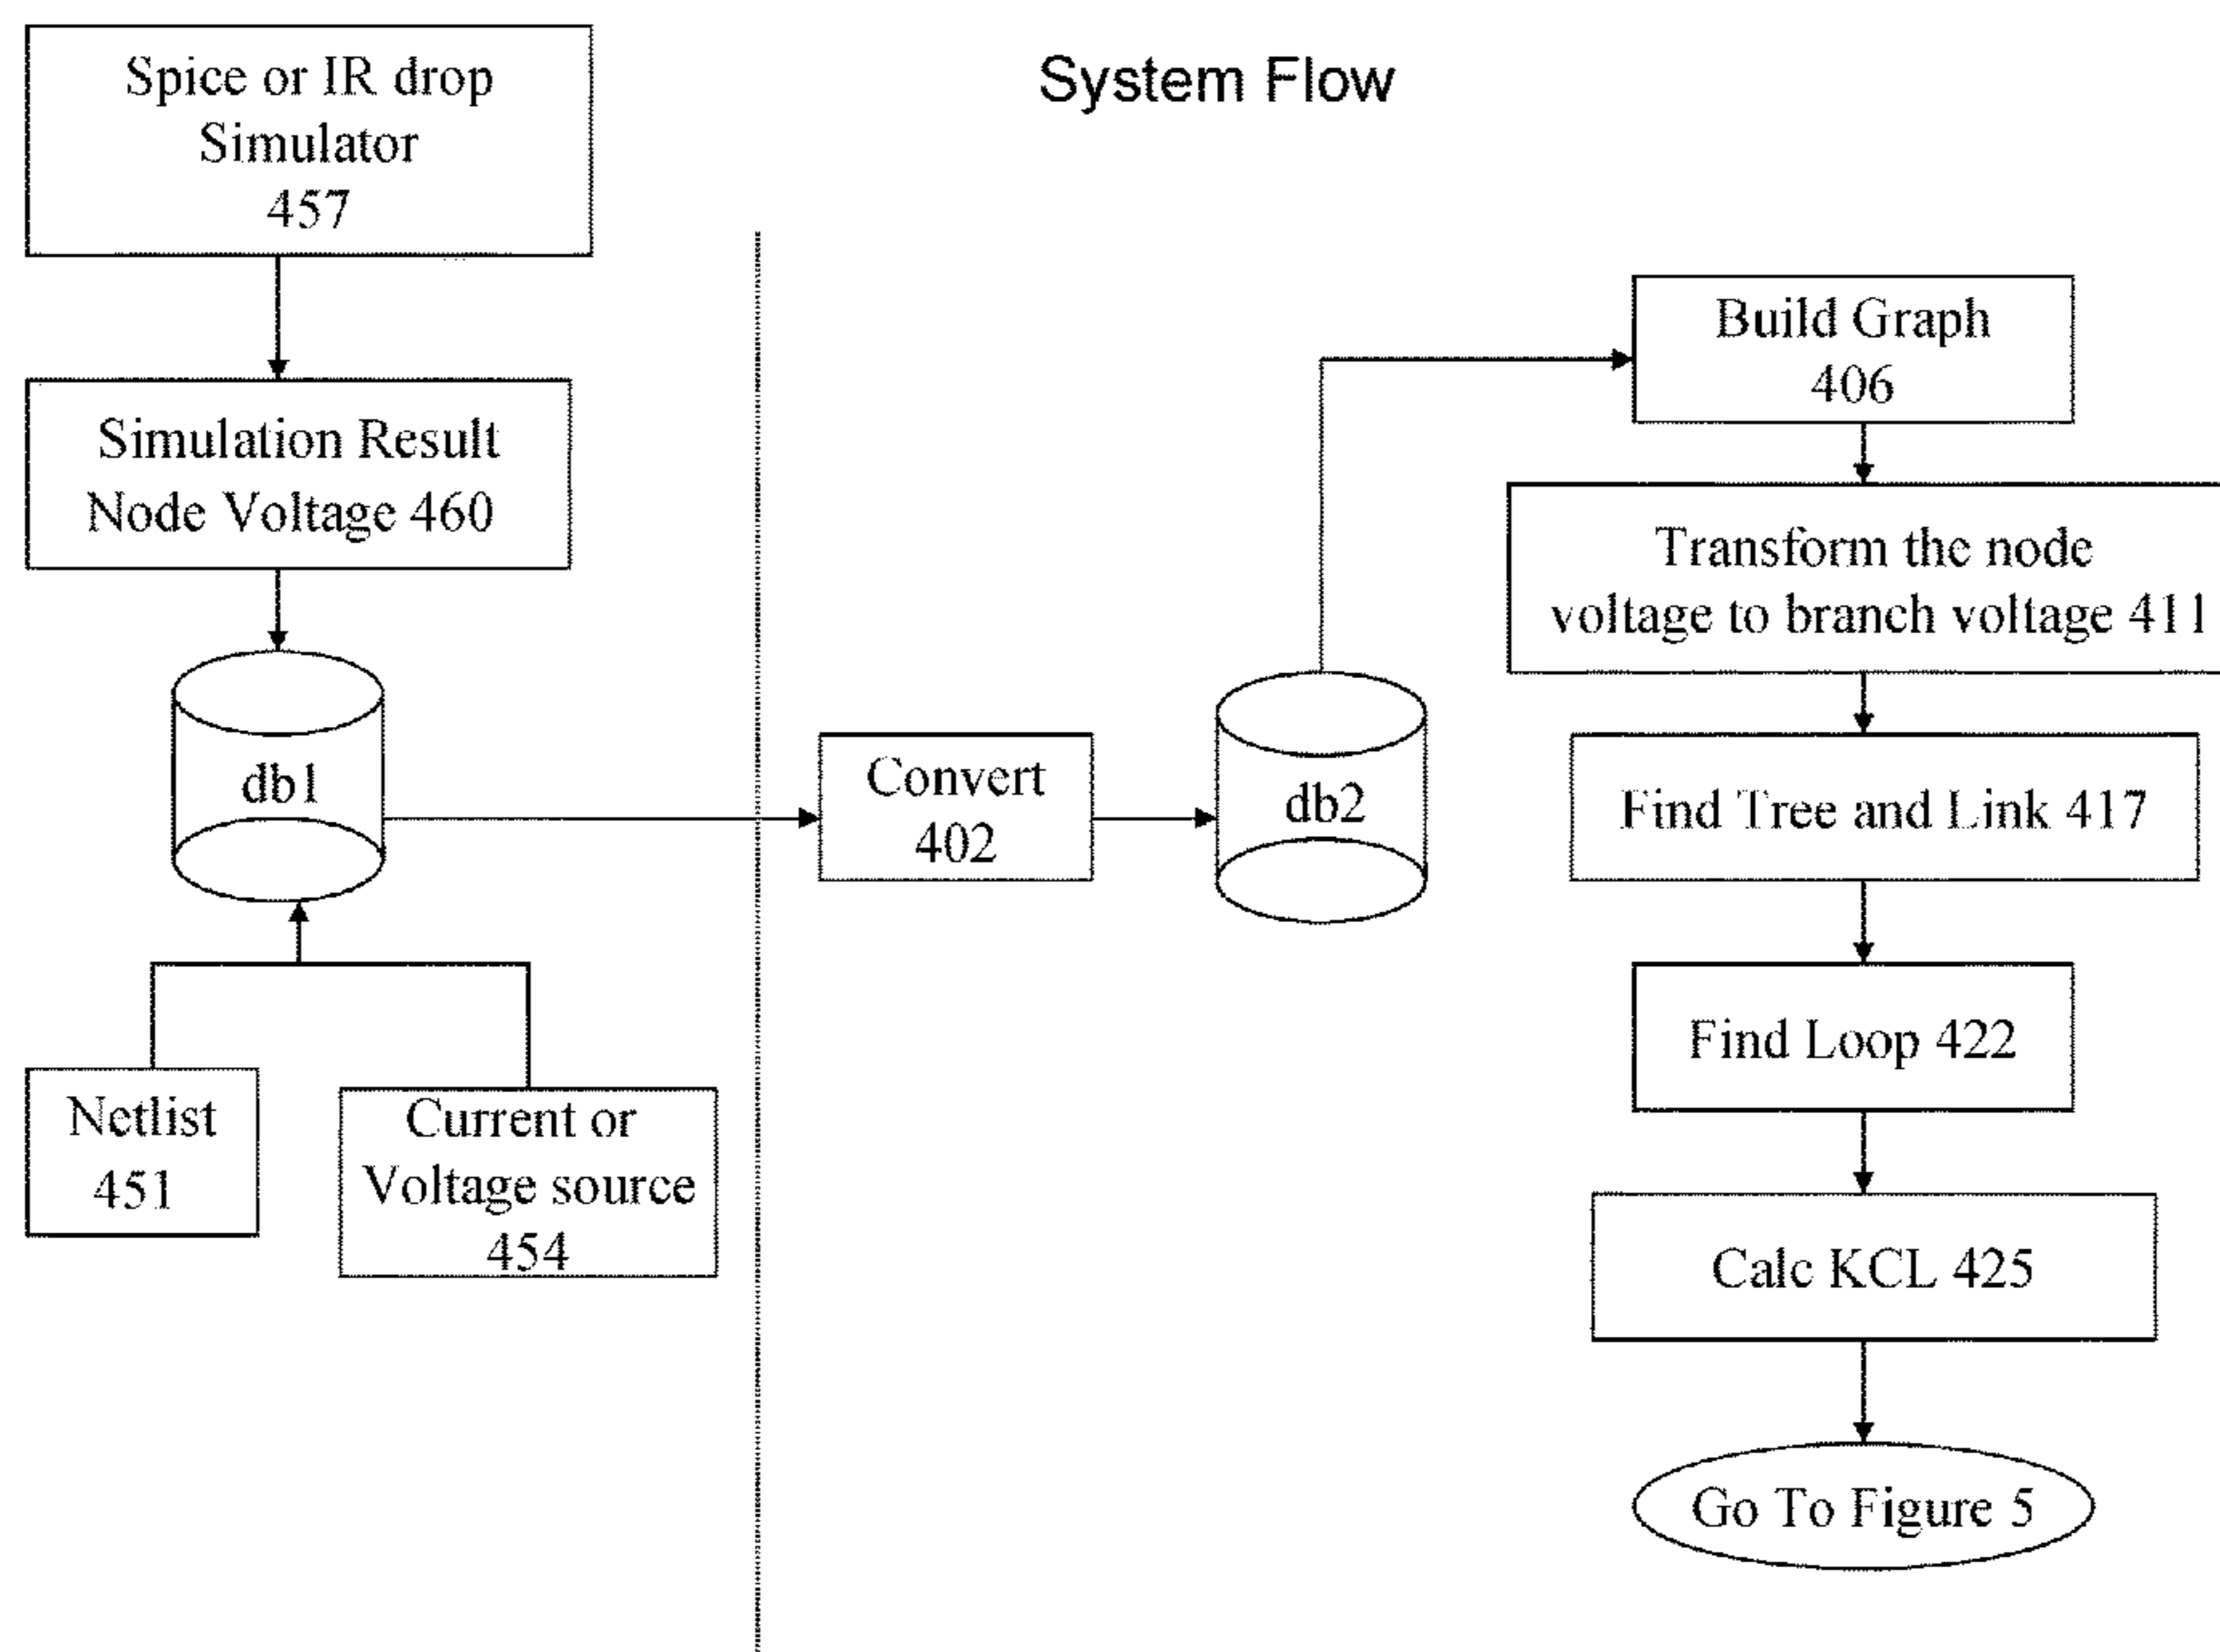 System Flow
Spice or IR drop
Simulator
457
Simulation Result
Node Voltage 460
db1
Netlist
451
Current or
Voltage source
454
Convert
402
db2
Build Graph
406
Transform the node
voltage to branch voltage 411
Find Tree and Link 417
Find Loop 422
Calc KCL 425
Go To Figure 5